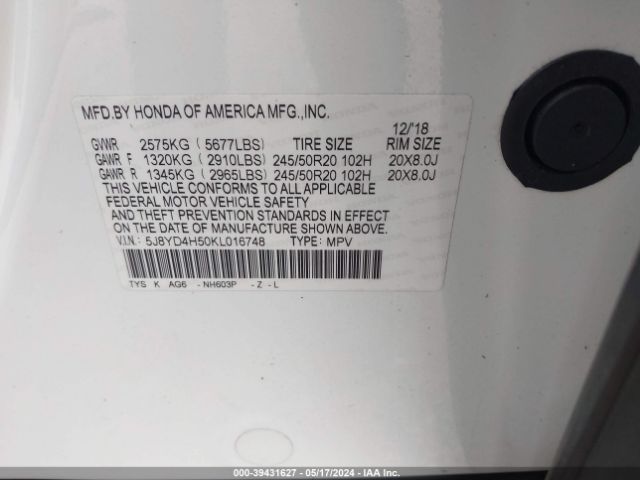 MFD.BY HONDA OF AMERICA MFG.,INC.
12/'18
GVWR 2575KG ( 5677LBS) TIRE SIZE RIM SIZE
GAWR F 1320KG ( 2910LBS) 245/50R20 102H 20X8.0J
GAWR R 1345KG ( 2965LBS) 245/50R20 102H 20X8.0J
THIS VEHICLE CONFORMS TO ALL APPLICABLE
FEDERAL MOTOR VEHICLE SAFETY
AND THEFT PREVENTION STANDARDS IN EFFECT
ON THE DATE OF MANUFACTURE SHOWN ABOVE.
V.I.N.: 5J8YD4H50KL016748 TYPE: MPV
TYS K AG6 -NH603P -Z-L
000-39431627 - 05/17/2024 - IAA Inc.